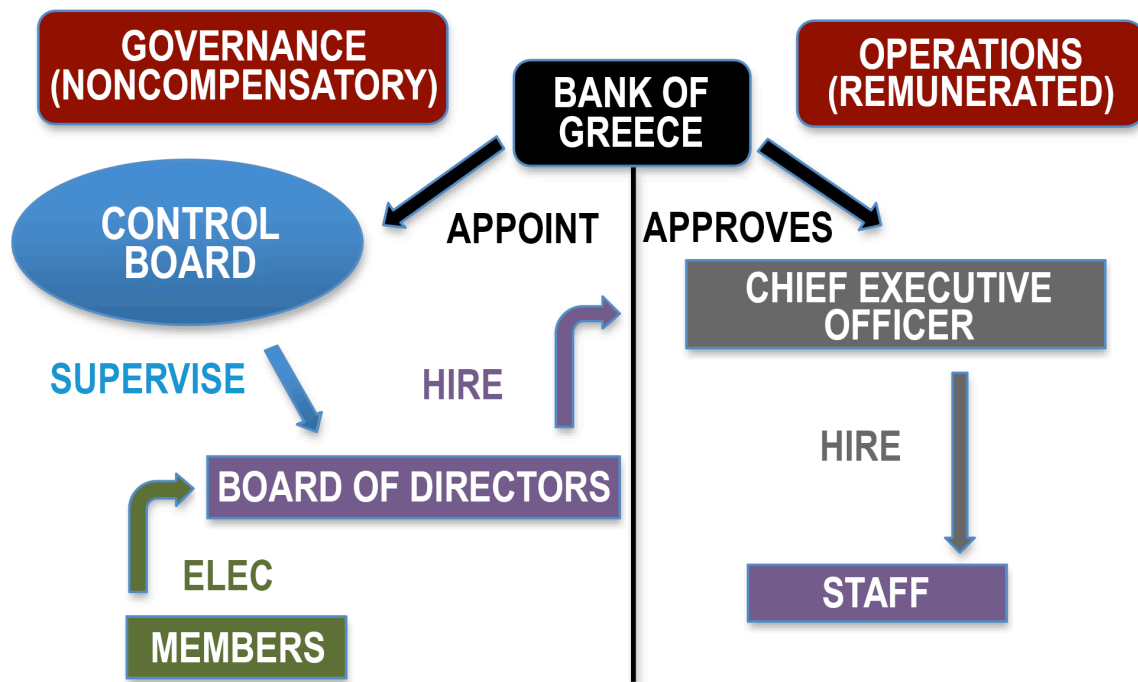 GOVERNANCE
(NONCOMPENSATORY)
BANK OF
GREECE
OPERATIONS
(REMUNERATED)
CONTROL
BOARD
APPOINT
APPROVES
CHIEF EXECUTIVE
OFFICER
SUPERVISE
HIRE
HIRE
BOARD OF DIRECTORS
ELEC
STAFF
MEMBERS